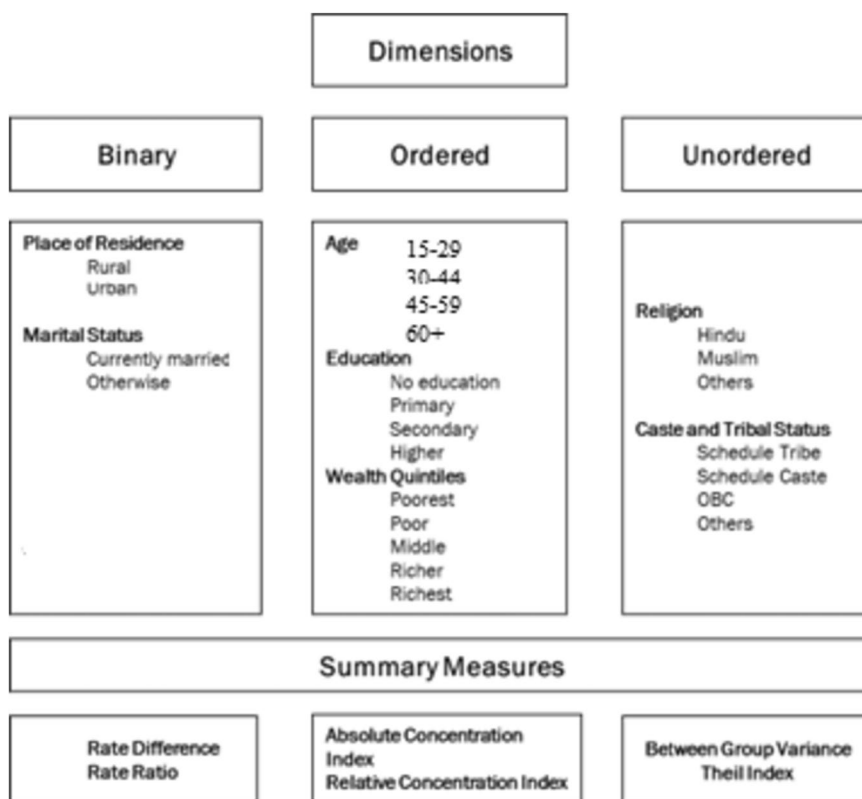 Dimensions
Binary
Ordered
Unordered
Place of Residence
Rural
Urban
Marital Status
Currently married
Otherwise
Age
15-29
30-44
45-59
60+
Education
No education
Primary
Secondary
Higher
Wealth Quintiles
Poorest
Poor
Middle
Richer
Richest
Religion
Hindu
Muslim
Others
Caste and Tribal Status
Schedule Tribe
Schedule Caste
OBC
Others
Summary Measures
Rate Difference
Rate Ratio
Absolute Concentration
Index
Relative Concentration Index
Between Group Variance
Theil Index